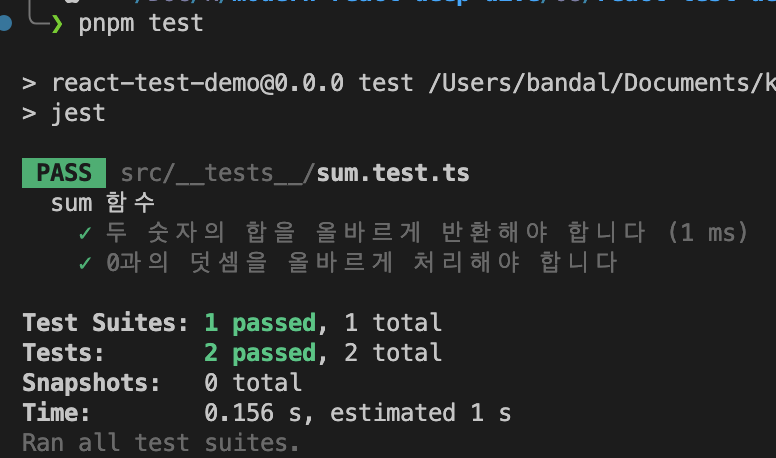 ❯ pnpm test
> react-test-demo@0.0.0 test /Users/bandal/Documents/k
> jest
PASS src/__tests__/sum.test.ts
sum 함수
✓ 두 숫자의 합을 올바르게 반환해야 합니다 (1 ms)
✓ 0과의 덧셈을 올바르게 처리해야 합니다
Test Suites: 1 passed, 1 total
Tests: 2 passed, 2 total
Snapshots: 0 total
Time: 0.156 s, estimated 1 s
Ran all test suites.